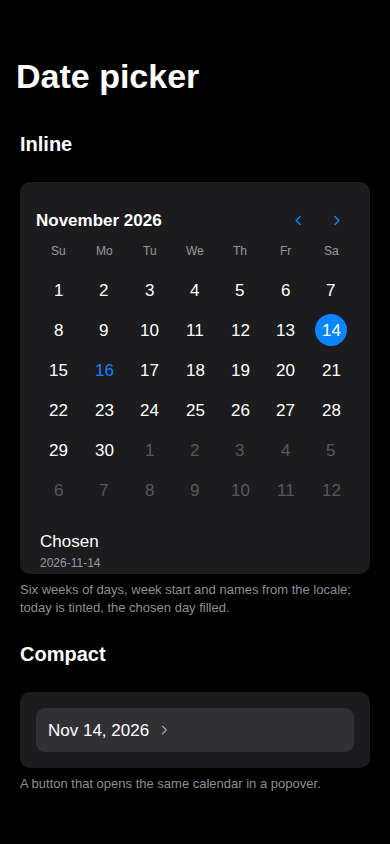 Date picker
Inline
November 2026
Su Mo Tu We Th Fr Sa
1 2 3 4 5 6 7
8 9 10 11 12 13 14
15 16 17 18 19 20 21
22 23 24 25 26 27 28
29 30 1 2 3 4 5
6 7 8 9 10 11 12
Chosen
2026-11-14
Six weeks of days, week start and names from the locale;
today is tinted, the chosen day filled.
Compact
Nov 14, 2026
A button that opens the same calendar in a popover.